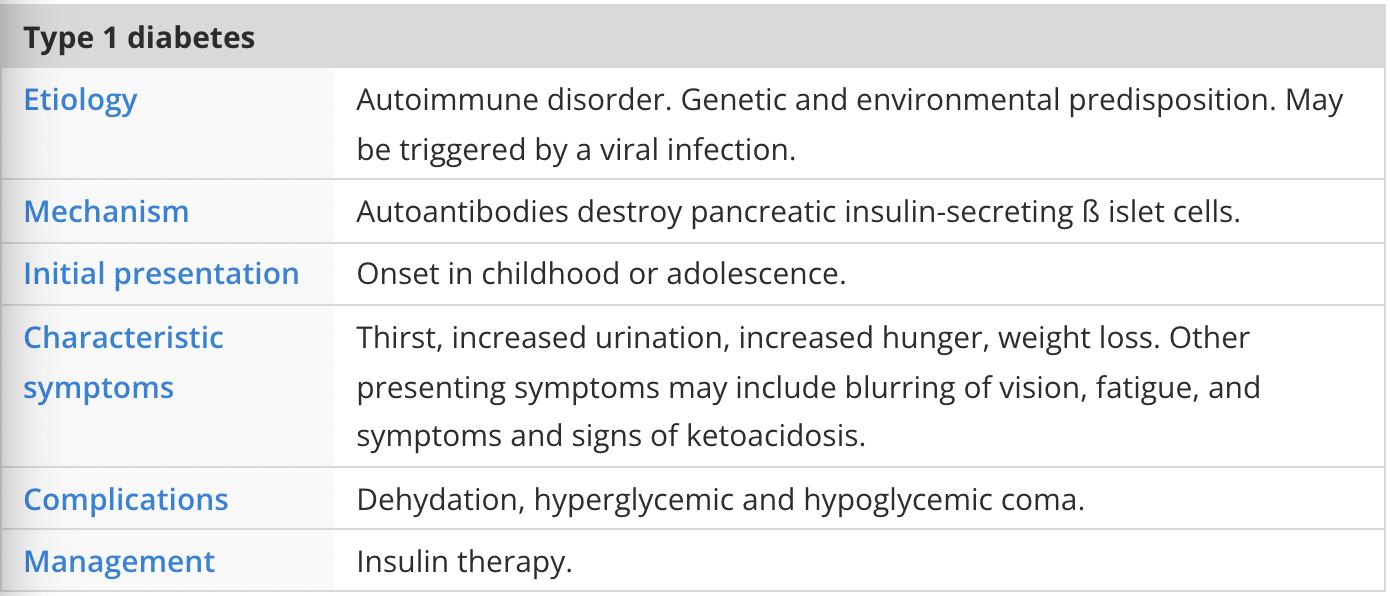 Type 1 diabetes
Etiology
Autoimmune disorder. Genetic and environmental predisposition. May
be triggered by a viral infection.
Mechanism
Autoantibodies destroy pancreatic insulin-secreting ß islet cells.
Initial presentation
Onset in childhood or adolescence.
Characteristic
symptoms
Thirst, increased urination, increased hunger, weight loss. Other
presenting symptoms may include blurring of vision, fatigue, and
symptoms and signs of ketoacidosis.
Complications
Dehydation, hyperglycemic and hypoglycemic coma.
Management
Insulin therapy.